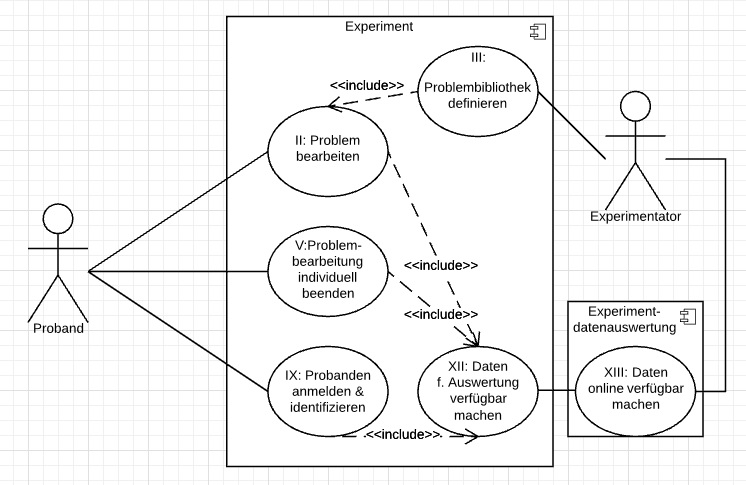 Experiment
III:
Problembibliothek
definieren
<<include>>
II: Problem
bearbeiten
Experimentator
<<include>>
V:Problem-
bearbeitung
individuell
beenden
<<include>>
Proband
Experiment-
datenauswertung
IX: Probanden
anmelden &
identifizieren
XII: Daten
f. Auswertung
verfügbar
machen
XIII: Daten
online verfügbar
machen
<<include>>